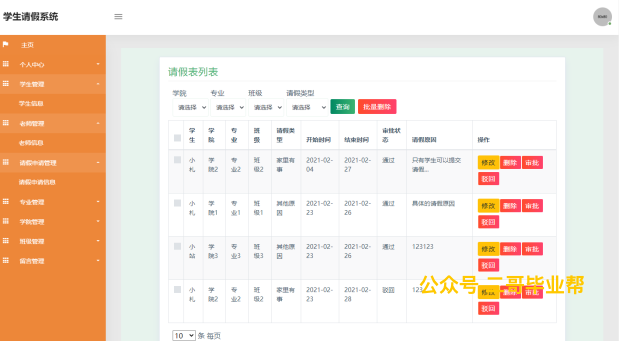 学生请假系统
主页
个人中心
学生管理
学生信息
老师管理
老师信息
请假申请管理
请假申请信息
专业管理
学院管理
班级管理
留言管理
请假表列表
学院 专业 班级 请假类型
请选择 请选择 请选择 请选择 查询 批量删除
学生 学院 专业 班级 请假类型 开始时间 结束时间 审批状态 请假原因 操作
小札 学院2 专业2 班级2 家里有事 2021-02-04 2021-02-27 通过 只有学生可以提交请假... 修改 删除 审批 驳回
小札 学院1 专业1 班级1 其他原因 2021-02-23 2021-02-26 通过 具体的请假原因 修改 删除 审批 驳回
小站 学院3 专业3 班级3 其他原因 2021-02-23 2021-02-26 通过 123123 修改 删除 审批 驳回
小札 学院2 专业2 班级2 家里有事 2021-02-23 2021-02-28 驳回 删除 审批 驳回
公众号 二哥毕业帮
10 条 每页